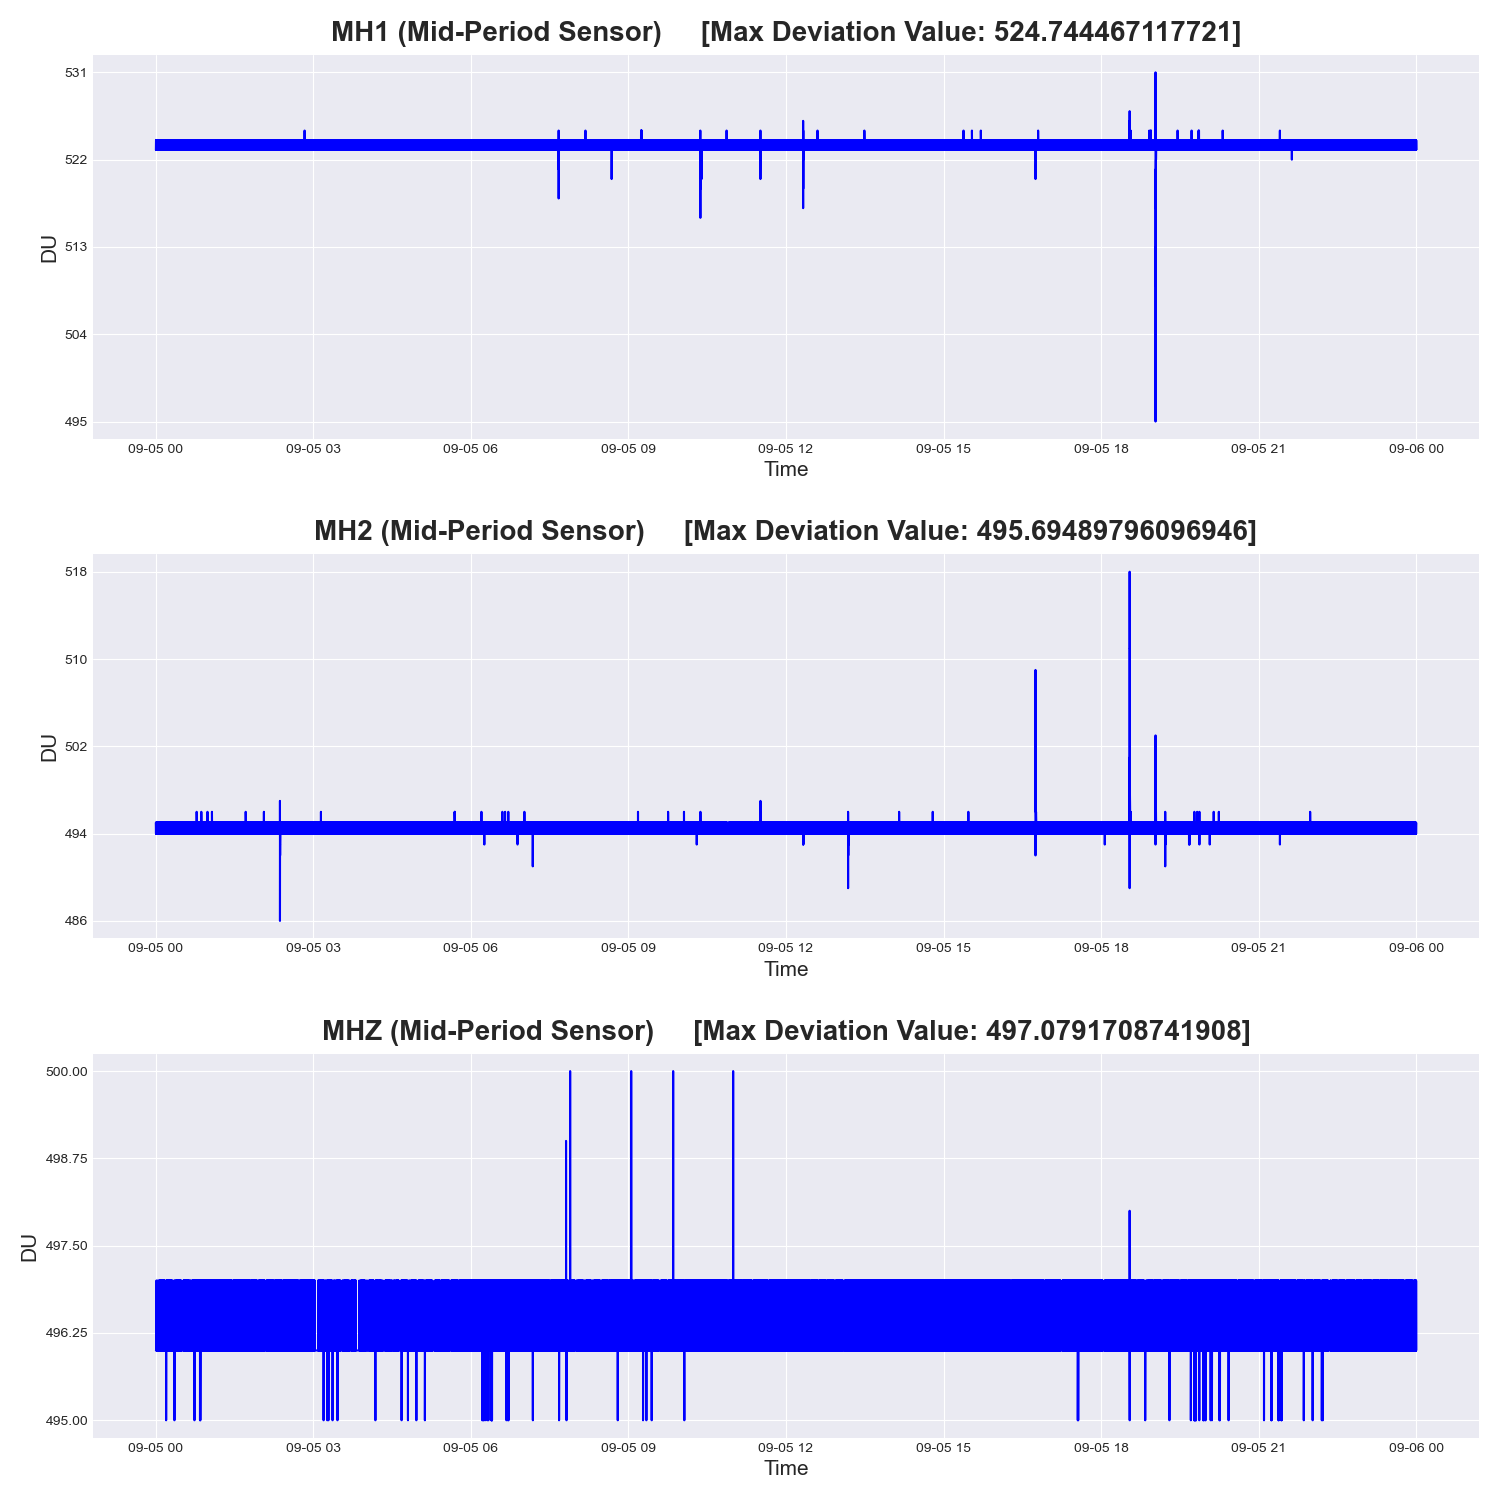 MH1 (Mid-Period Sensor) [Max Deviation Value: 524.744467117721]
531
522
513
504
495
DU
09-05 00 09-05 03 09-05 06 09-05 09 09-05 12 09-05 15 09-05 18 09-05 21 09-06 00
Time
MH2 (Mid-Period Sensor) [Max Deviation Value: 495.69489796096946]
518
510
502
494
486
DU
09-05 00 09-05 03 09-05 06 09-05 09 09-05 12 09-05 15 09-05 18 09-05 21 09-06 00
Time
MHZ (Mid-Period Sensor) [Max Deviation Value: 497.0791708741908]
500.00
498.75
497.50
496.25
495.00
DU
09-05 00 09-05 03 09-05 06 09-05 09 09-05 12 09-05 15 09-05 18 09-05 21 09-06 00
Time